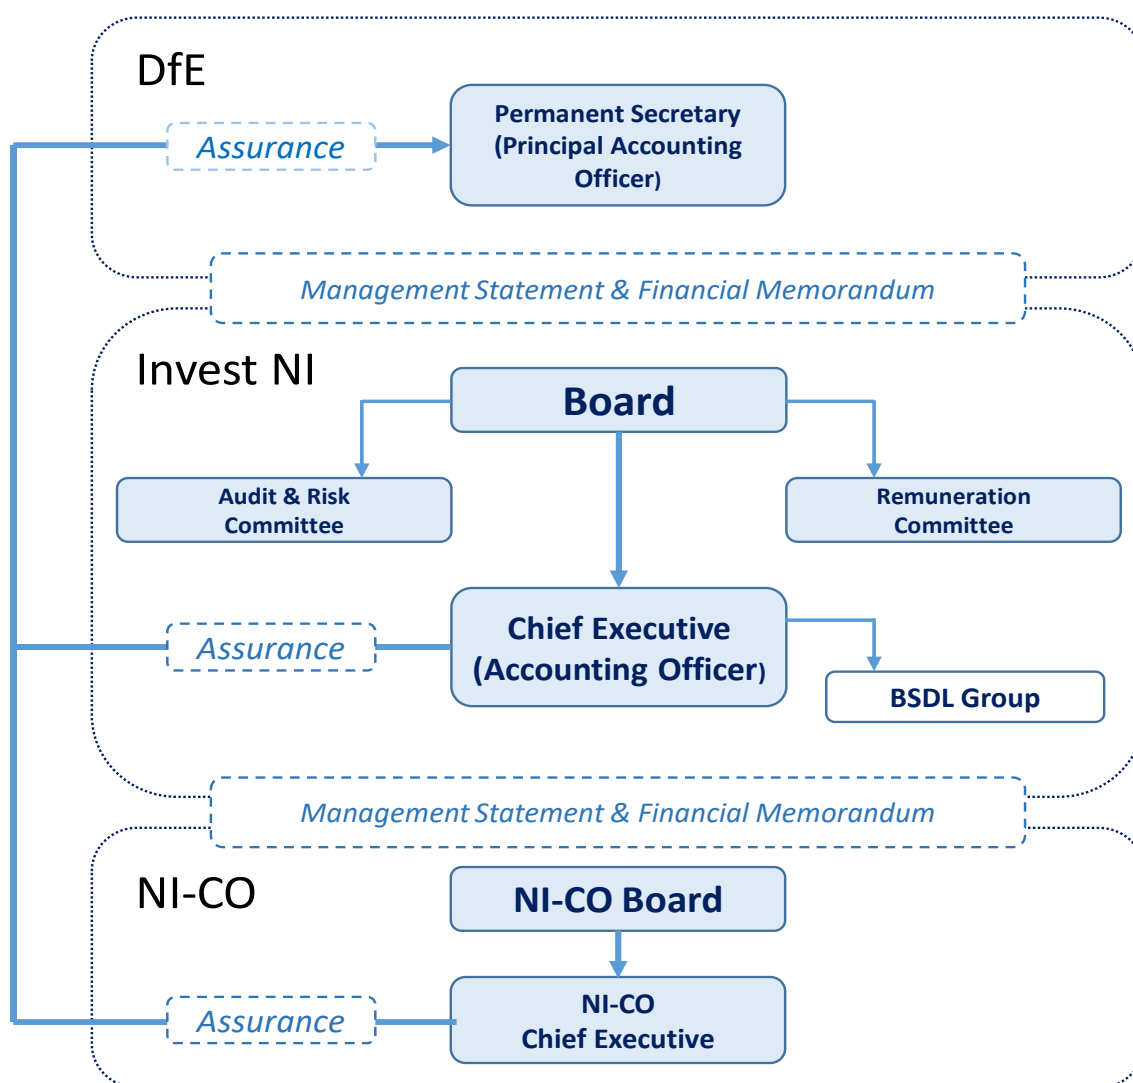 DfE
Permanent Secretary
(Principal Accounting
Officer)
Assurance
Management Statement & Financial Memorandum
Invest NI
Board
Audit & Risk
Committee
Remuneration
Committee
Chief Executive
(Accounting Officer)
Assurance
BSDL Group
Management Statement & Financial Memorandum
NI-CO
NI-CO Board
NI-CO
Chief Executive
Assurance